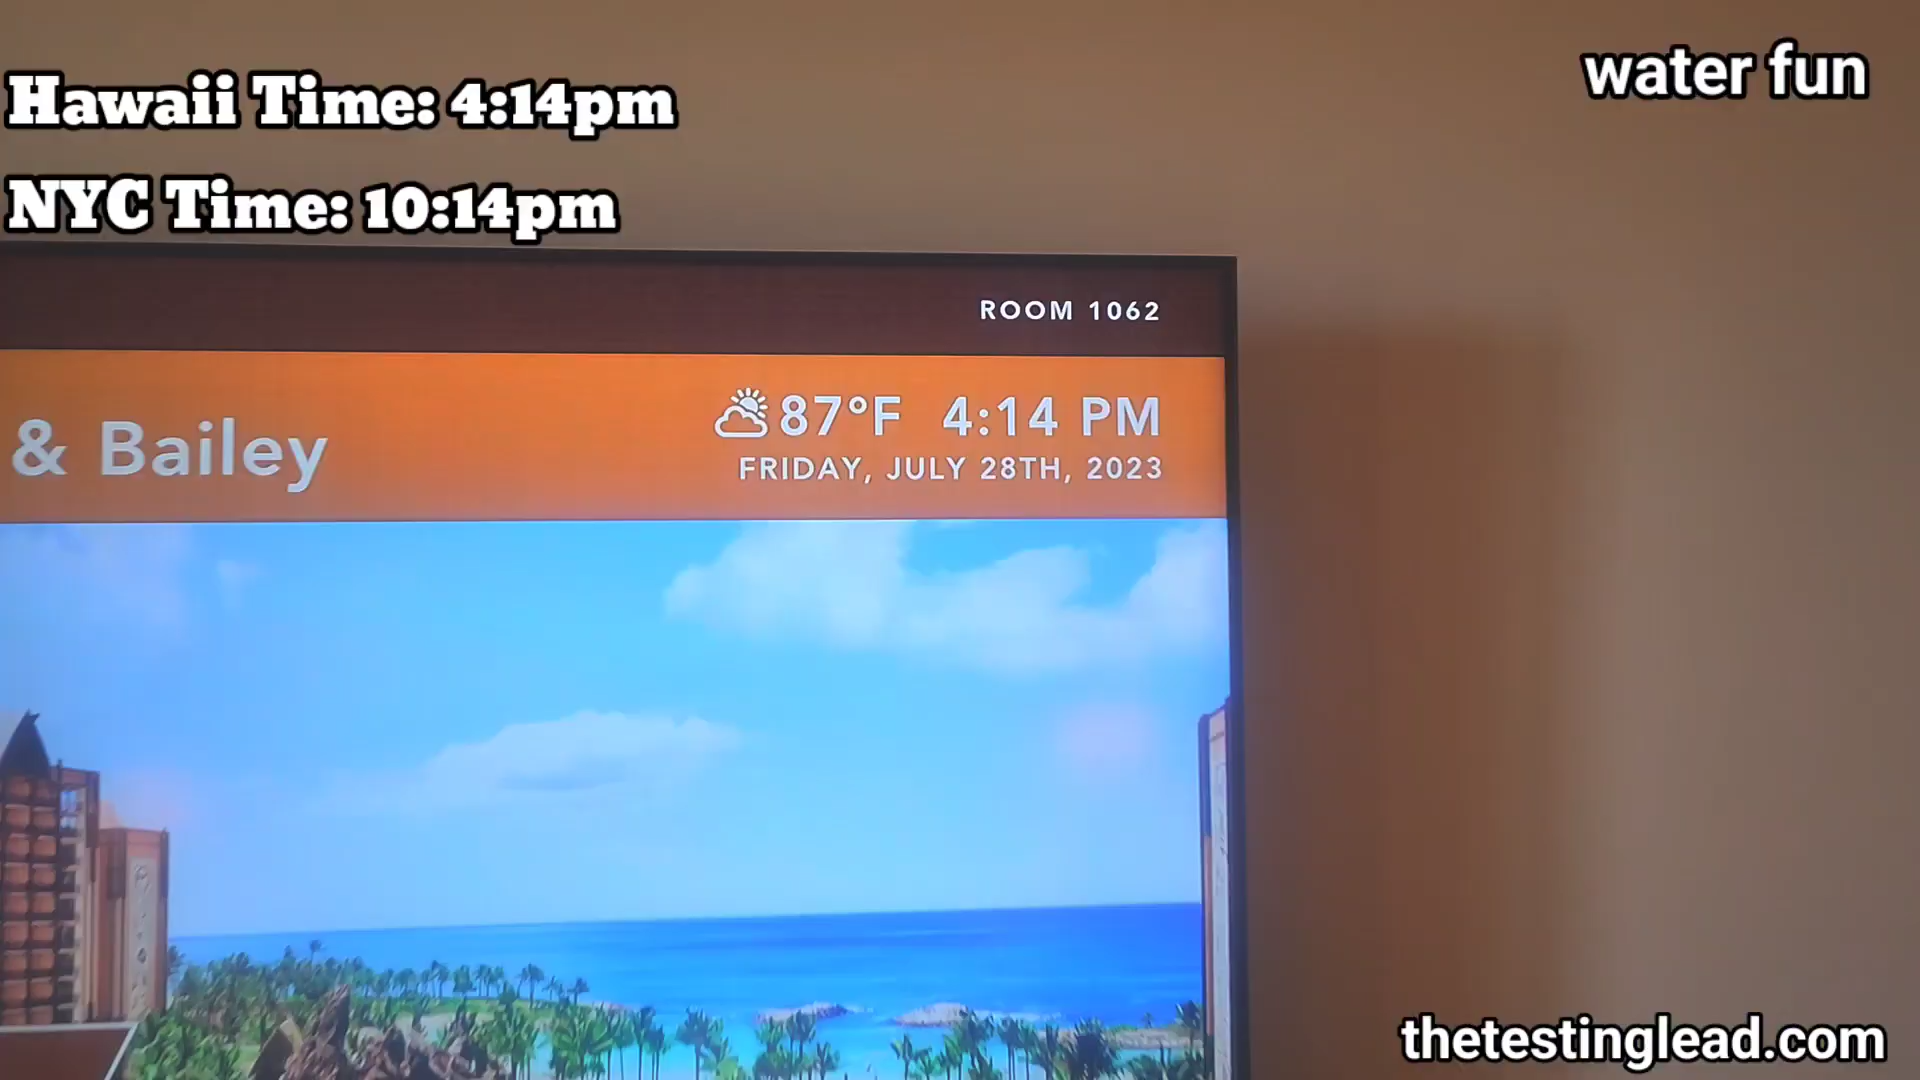 Hawaii Time: 4:14pm
water fun
NYC Time: 10:14pm
ROOM 1062
& Bailey
87°F 4:14 PM
FRIDAY, JULY 28TH, 2023
thetestinglead.com